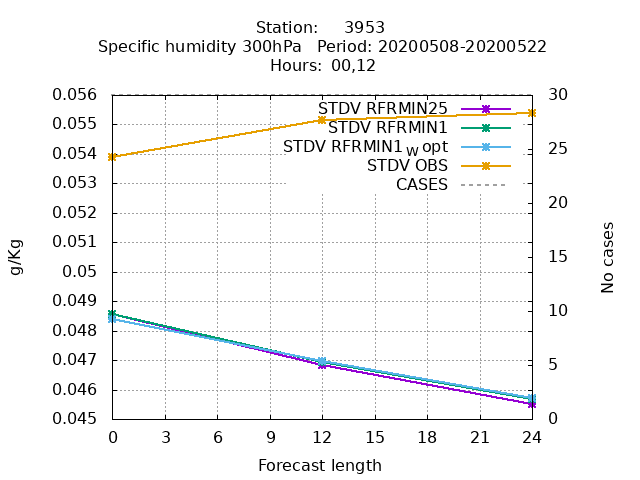 Station: 3953
Specific humidity 300hPa Period: 20200508-20200522
Hours: 00,12
0.056
0.055
0.054
0.053
0.052
0.051
0.05
0.049
0.048
0.047
0.046
0.045
g/Kg
STDV RFRMIN25
STDV RFRMIN1
STDV RFRMIN1 w opt
STDV OBS
CASES
30
25
20
15
10
5
0
No cases
0 3 6 9 12 15 18 21 24
Forecast length